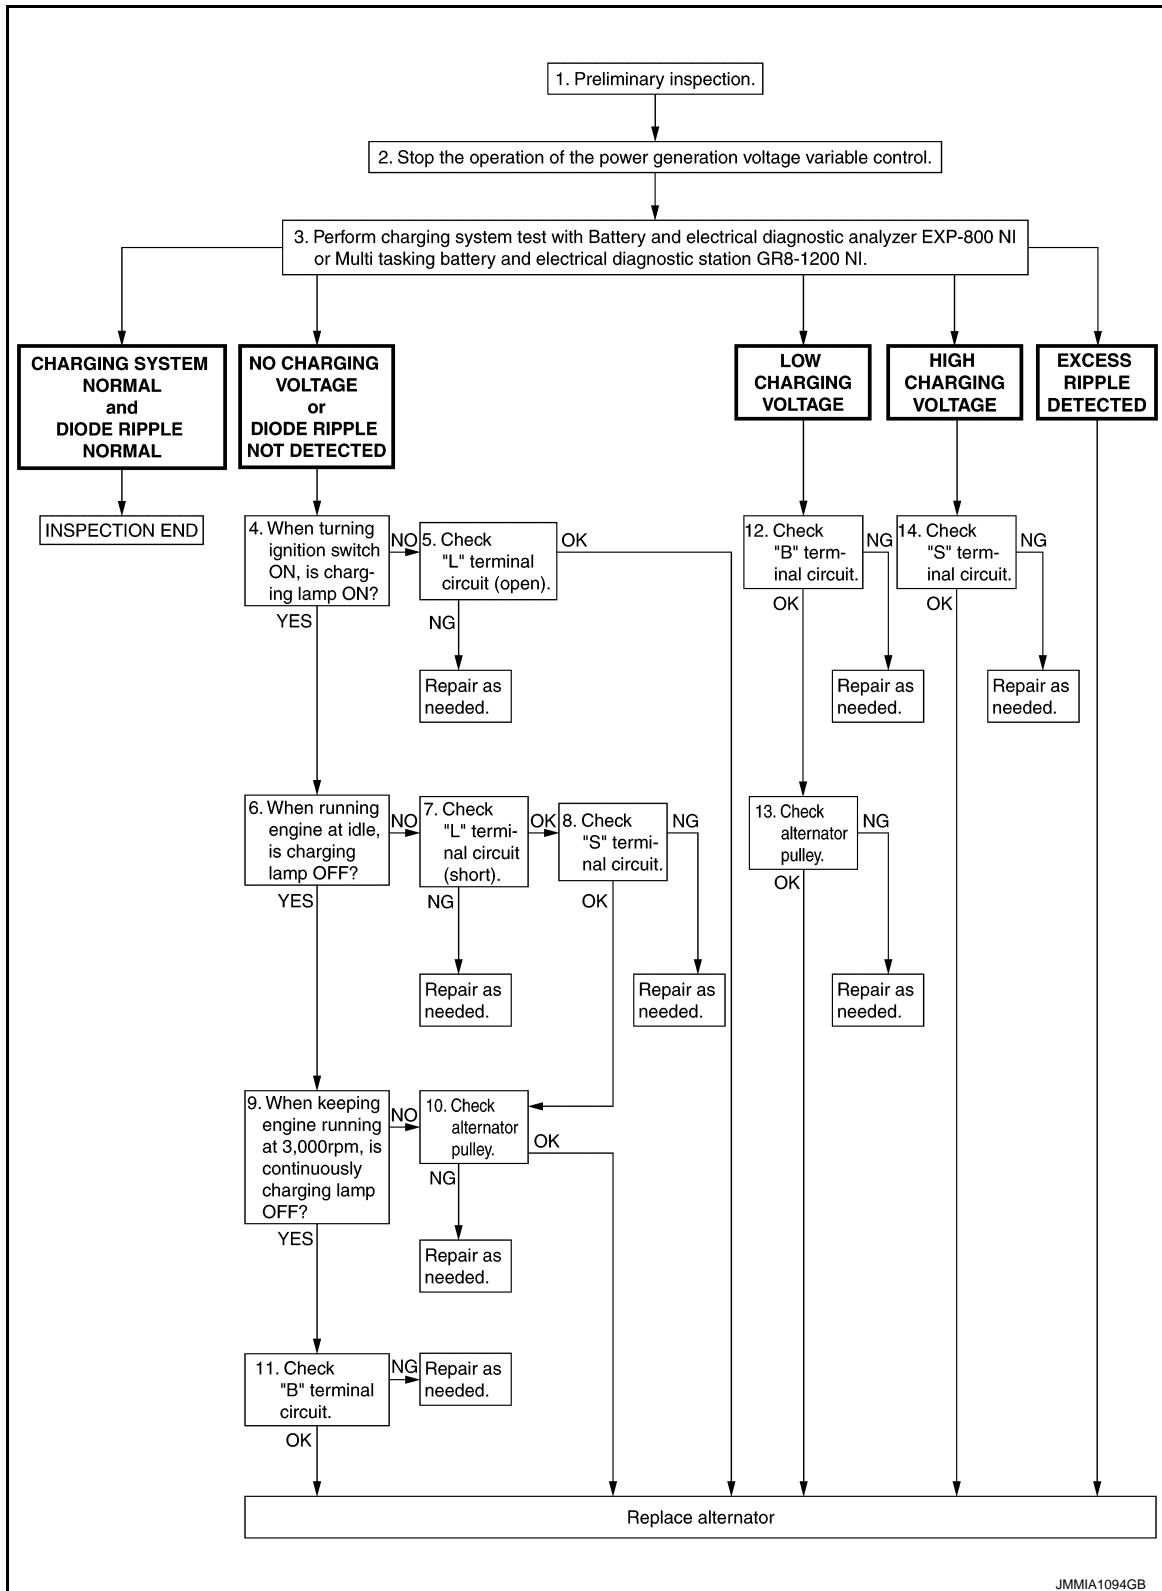 1. Preliminary inspection.
2. Stop the operation of the power generation voltage variable control.
3. Perform charging system test with Battery and electrical diagnostic analyzer EXP-800 NI
or Multi tasking battery and electrical diagnostic station GR8-1200 NI.
CHARGING SYSTEM
NORMAL
and
DIODE RIPPLE
NORMAL
NO CHARGING
VOLTAGE
or
DIODE RIPPLE
NOT DETECTED
LOW
CHARGING
VOLTAGE
HIGH
CHARGING
VOLTAGE
EXCESS
RIPPLE
DETECTED
INSPECTION END
4. When turning
ignition switch
ON, is charg-
ing lamp ON?
NO
YES
5. Check
"L" terminal
circuit (open).
OK
NG
Repair as
needed.
12. Check
"B" term-
inal circuit.
NG
OK
Repair as
needed.
14. Check
"S" term-
inal circuit.
NG
OK
Repair as
needed.
6. When running
engine at idle,
is charging
lamp OFF?
NO
YES
7. Check
"L" termi-
nal circuit
(short).
OK
NG
Repair as
needed.
8. Check
"S" termi-
nal circuit.
NG
OK
Repair as
needed.
13. Check
alternator
pulley.
NG
OK
Repair as
needed.
9. When keeping
engine running
at 3,000rpm, is
continuously
charging lamp
OFF?
NO
YES
10. Check
alternator
pulley.
OK
NG
Repair as
needed.
11. Check
"B" terminal
circuit.
NG
OK
Repair as
needed.
Replace alternator
JMMIA1094GB